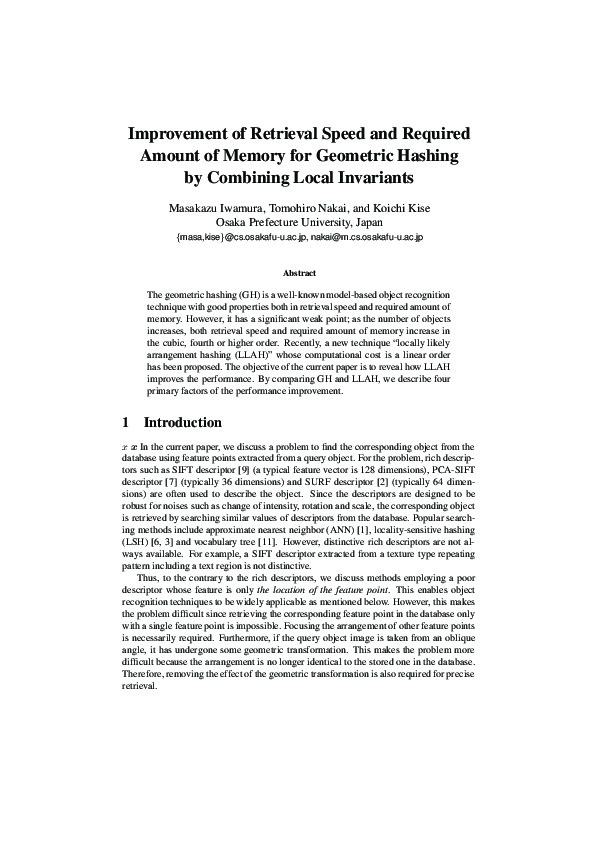 Improvement of Retrieval Speed and Required
Amount of Memory for Geometric Hashing
by Combining Local Invariants
Masakazu Iwamura, Tomohiro Nakai, and Koichi Kise
Osaka Prefecture University, Japan
{masa,kise}@cs.osakafu-u.ac.jp, nakai@m.cs.osakafu-u.ac.jp
Abstract
The geometric hashing (GH) is a well-known model-based object recognition
technique with good properties both in retrieval speed and required amount of
memory. However, it has a significant weak point; as the number of objects
increases, both retrieval speed and required amount of memory increase in
the cubic, fourth or higher order. Recently, a new technique “locally likely
arrangement hashing (LLAH)” whose computational cost is a linear order
has been proposed. The objective of the current paper is to reveal how LLAH
improves the performance. By comparing GH and LLAH, we describe four
primary factors of the performance improvement.
1 Introduction
x x In the current paper, we discuss a problem to find the corresponding object from the
database using feature points extracted from a query object. For the problem, rich descrip-
tors such as SIFT descriptor [9] (a typical feature vector is 128 dimensions), PCA-SIFT
descriptor [7] (typically 36 dimensions) and SURF descriptor [2] (typically 64 dimen-
sions) are often used to describe the object. Since the descriptors are designed to be
robust for noises such as change of intensity, rotation and scale, the corresponding object
is retrieved by searching similar values of descriptors from the database. Popular search-
ing methods include approximate nearest neighbor (ANN) [1], locality-sensitive hashing
(LSH) [6, 3] and vocabulary tree [11]. However, distinctive rich descriptors are not al-
ways available. For example, a SIFT descriptor extracted from a texture type repeating
pattern including a text region is not distinctive.
Thus, to the contrary to the rich descriptors, we discuss methods employing a poor
descriptor whose feature is only the location of the feature point. This enables object
recognition techniques to be widely applicable as mentioned below. However, this makes
the problem difficult since retrieving the corresponding feature point in the database only
with a single feature point is impossible. Focusing the arrangement of other feature points
is necessarily required. Furthermore, if the query object image is taken from an oblique
angle, it has undergone some geometric transformation. This makes the problem more
difficult because the arrangement is no longer identical to the stored one in the database.
Therefore, removing the effect of the geometric transformation is also required for precise
retrieval.